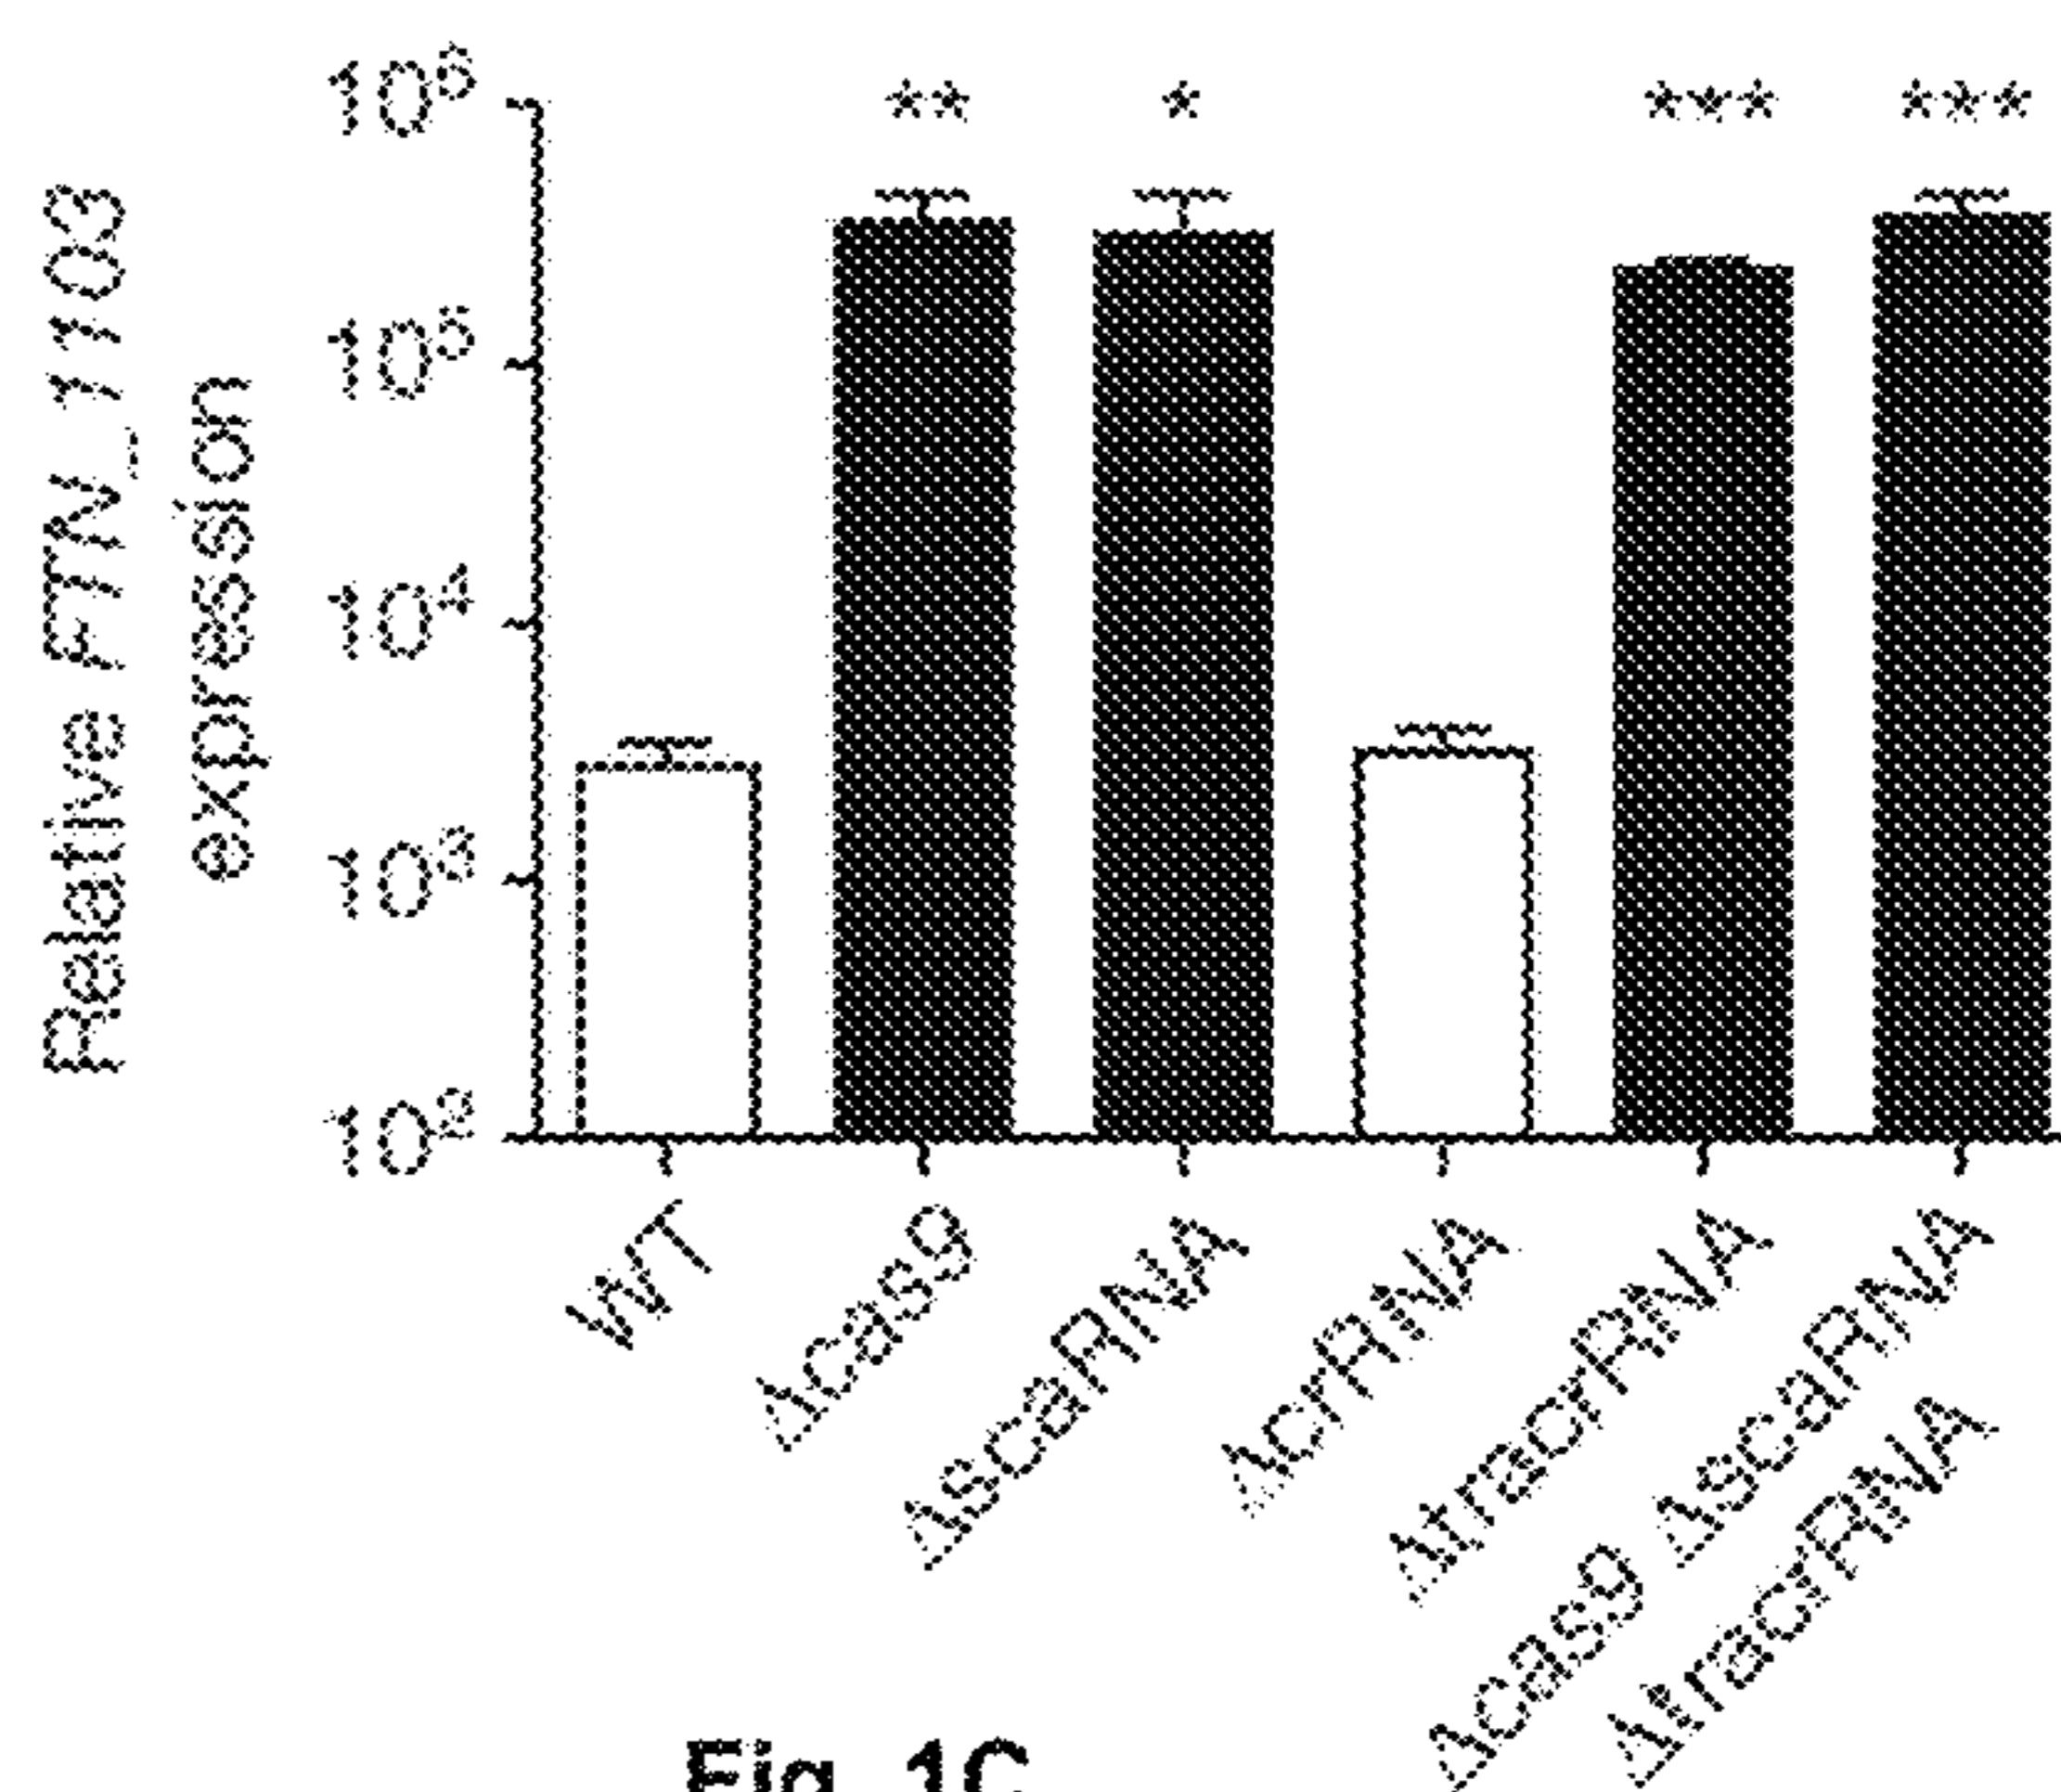 Relative FTN_1103
expression
10⁶
10⁵
10⁴
10³
10²
**
*
***
***
WT
Δcas9
ΔscaRNA
ΔcrRNA
ΔtracrRNA
Δcas9 ΔscaRNA
ΔtracrRNA
Fig. 1C